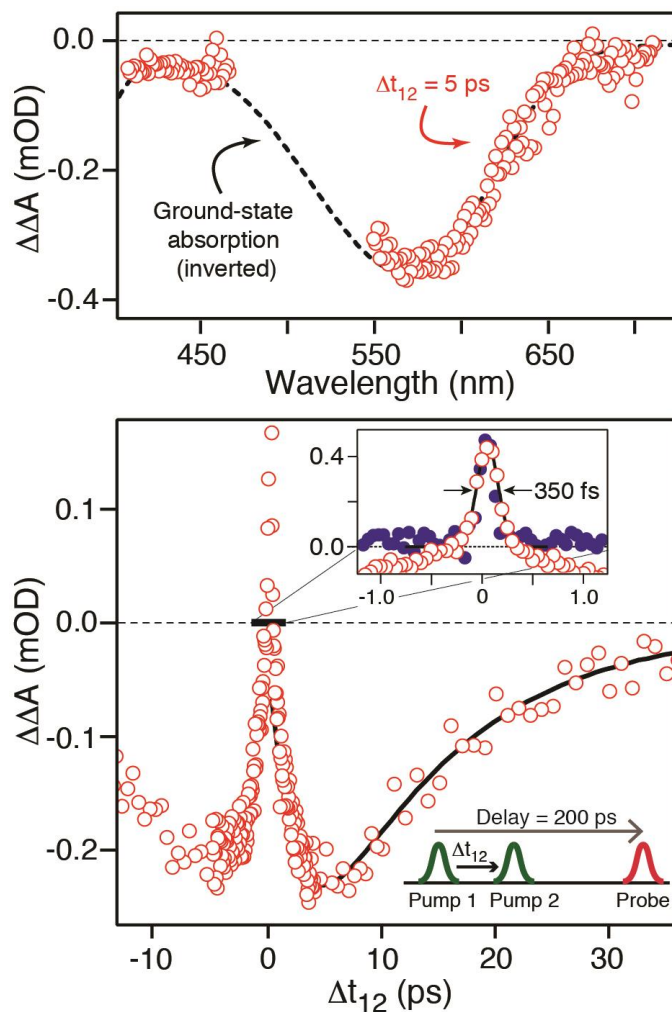 0.0
-0.2
-0.4
ΔΔA (mOD)
Δt12 = 5 ps
Ground-state
absorption
(inverted)
450
550
650
Wavelength (nm)
0.1
0.0
-0.1
-0.2
ΔΔA (mOD)
0.4
0.0
350 fs
-1.0
0
1.0
Delay = 200 ps
Δt12
Pump 1
Pump 2
Probe
-10
0
10
20
30
Δt12 (ps)